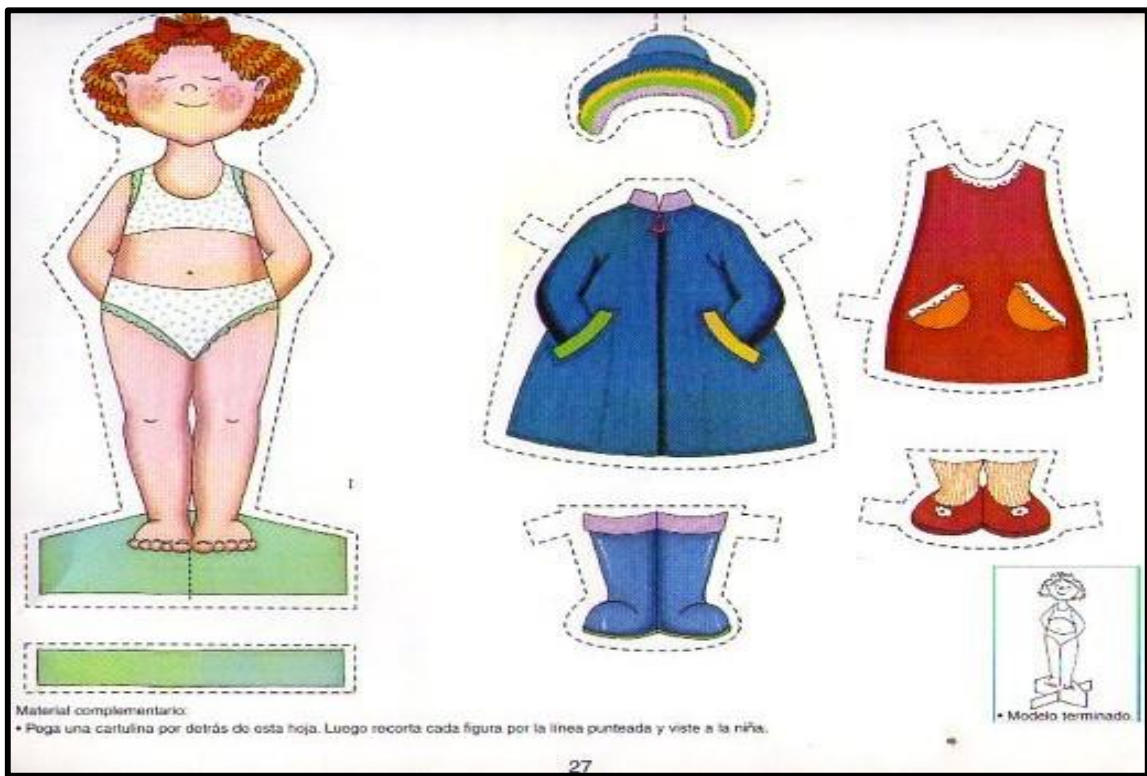 Material complementario:
• Pega una cartulina por detrás de esta hoja. Luego recorta cada figura por la línea punteada y viste a la niña.
• Modelo terminado.
27